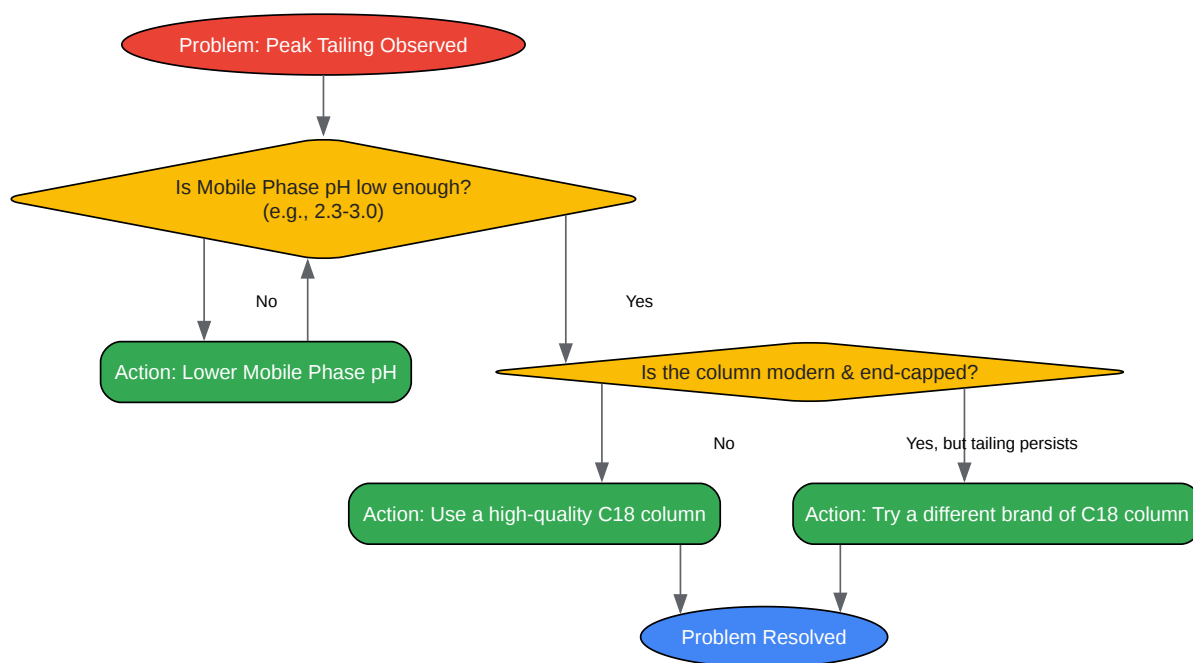 Problem: Peak Tailing Observed
Is Mobile Phase pH low enough?
(e.g., 2.3-3.0)
No
Yes
Action: Lower Mobile Phase pH
Is the column modern & end-capped?
No
Yes, but tailing persists
Action: Use a high-quality C18 column
Action: Try a different brand of C18 column
Problem Resolved